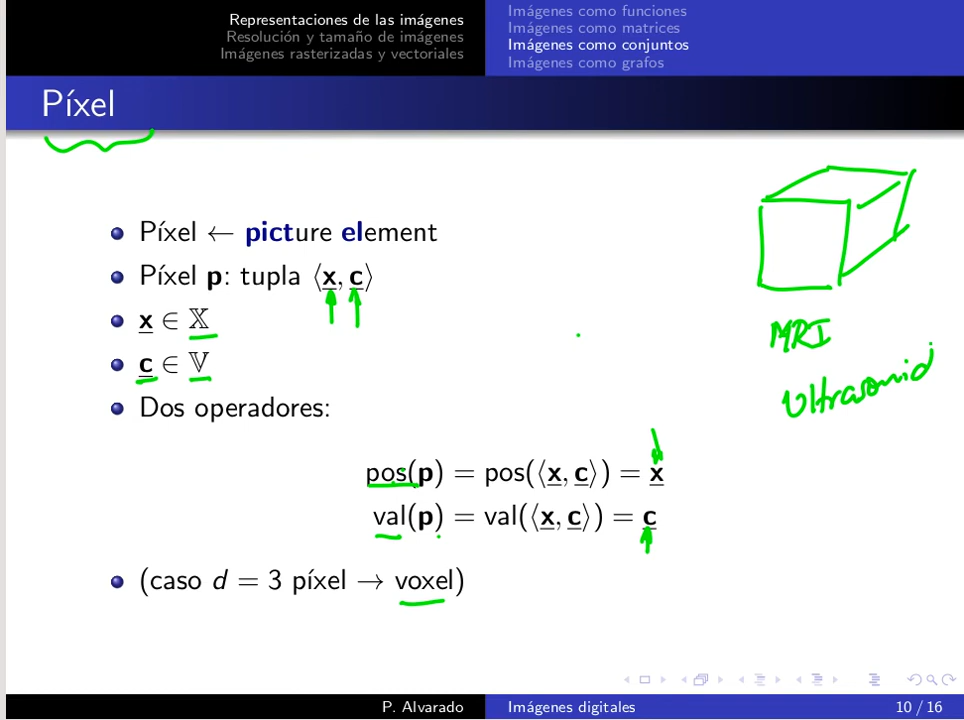 Representaciones de las imágenes
Resolución y tamaño de imágenes
Imágenes rasterizadas y vectoriales
Imágenes como funciones
Imágenes como matrices
Imágenes como conjuntos
Imágenes como grafos
Píxel
Píxel ← picture element
Píxel p: tupla ⟨x, c⟩
x ∈ 𝕏
c ∈ 𝕍
Dos operadores:
pos(p) = pos(⟨x, c⟩) = x
val(p) = val(⟨x, c⟩) = c
(caso d = 3 píxel → voxel)
MRI
Ultrasonid
P. Alvarado
Imágenes digitales
10 / 16